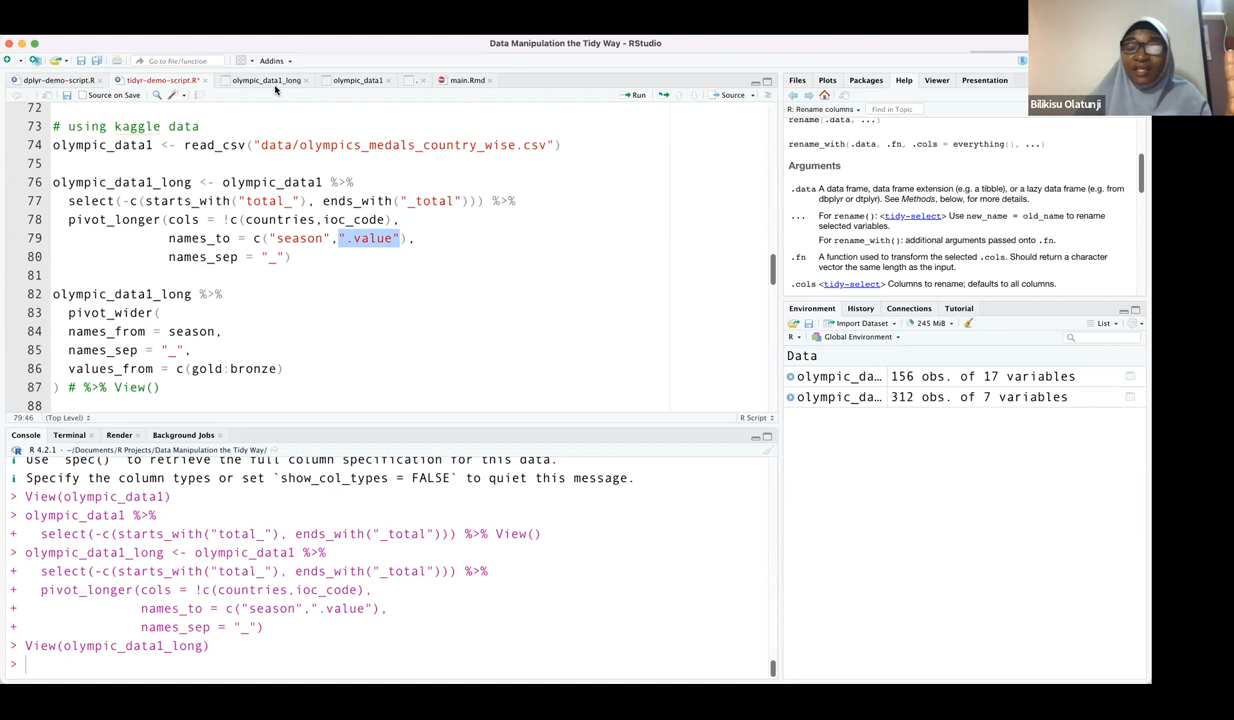 Data Manipulation the Tidy Way - RStudio
Go to file/function
Addins
dplyr-demo-script.R
tidyr-demo-script.R*
olympic_data1_long
olympic_data1
.
main.Rmd
Source on Save
Run
Source
72
73 # using kaggle data
74 olympic_data1 <- read_csv("data/olympics_medals_country_wise.csv")
75
76 olympic_data1_long <- olympic_data1 %>%
77 select(-c(starts_with("total_"), ends_with("_total"))) %>%
78 pivot_longer(cols = !c(countries,ioc_code),
79 names_to = c("season",".value"),
80 names_sep = "_")
81
82 olympic_data1_long %>%
83 pivot_wider(
84 names_from = season,
85 names_sep = "_",
86 values_from = c(gold:bronze)
87 ) # %>% View()
88
79:46 (Top Level) R Script
Console Terminal Render Background Jobs
R 4.2.1 · ~/Documents/R Projects/Data Manipulation the Tidy Way/
i Use `spec()` to retrieve the full column specification for this data.
i Specify the column types or set `show_col_types = FALSE` to quiet this message.
> View(olympic_data1)
> olympic_data1 %>%
+ select(-c(starts_with("total_"), ends_with("_total"))) %>% View()
> olympic_data1_long <- olympic_data1 %>%
+ select(-c(starts_with("total_"), ends_with("_total"))) %>%
+ pivot_longer(cols = !c(countries,ioc_code),
+ names_to = c("season",".value"),
+ names_sep = "_")
> View(olympic_data1_long)
>
Files Plots Packages Help Viewer Presentation
R: Rename columns Find in Topic
rename(.data, ...)
rename_with(.data, .fn, .cols = everything(), ...)
Arguments
.data A data frame, data frame extension (e.g. a tibble), or a lazy data frame (e.g. from
dbplyr or dtplyr). See Methods, below, for more details.
... For rename(): <tidy-select> Use new_name = old_name to rename
selected variables.
For rename_with(): additional arguments passed onto .fn.
.fn A function used to transform the selected .cols. Should return a character
vector the same length as the input.
.cols <tidy-select> Columns to rename; defaults to all columns.
Environment History Connections Tutorial
Import Dataset 245 MiB List
R Global Environment
Data
olympic_da... 156 obs. of 17 variables
olympic_da... 312 obs. of 7 variables
Bilikisu Olatunji